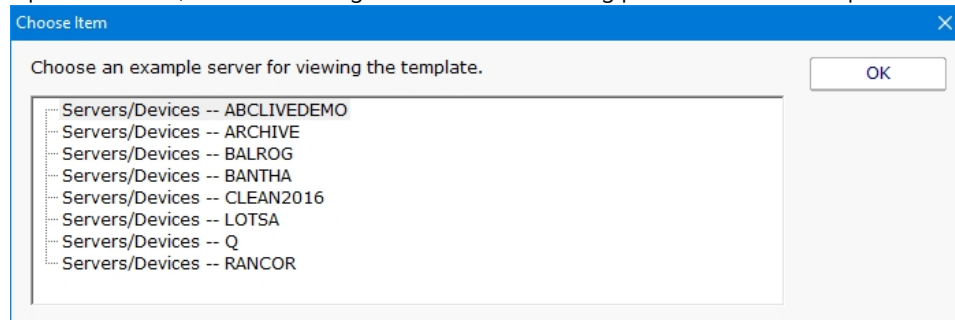 Choose Item
Choose an example server for viewing the template.
OK
Servers/Devices -- ABCLIVEDEMO
Servers/Devices -- ARCHIVE
Servers/Devices -- BALROG
Servers/Devices -- BANTHA
Servers/Devices -- CLEAN2016
Servers/Devices -- LOTSA
Servers/Devices -- Q
Servers/Devices -- RANCOR